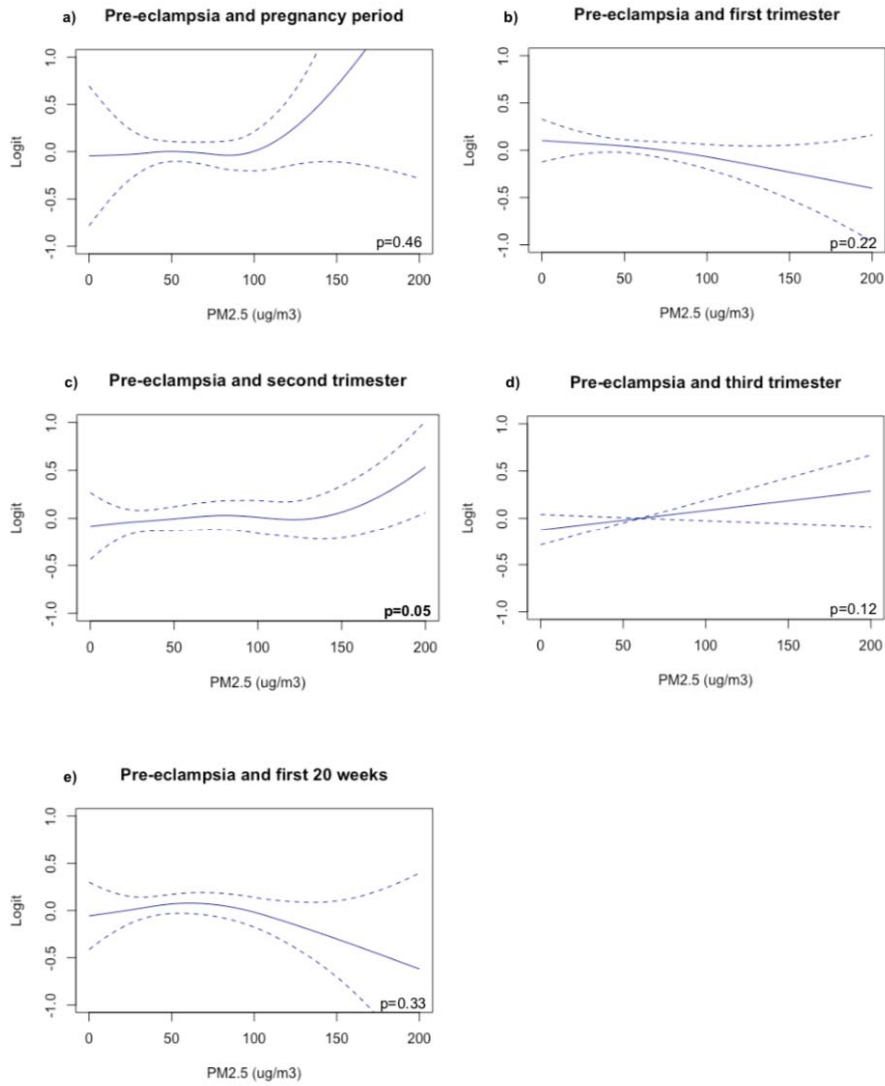 a) Pre-eclampsia and pregnancy period
Logit
1.0
0.5
0.0
-0.5
-1.0
p=0.46
0 50 100 150 200
PM2.5 (ug/m3)
b) Pre-eclampsia and first trimester
Logit
1.0
0.5
0.0
-0.5
-1.0
p=0.22
0 50 100 150 200
PM2.5 (ug/m3)
c) Pre-eclampsia and second trimester
Logit
1.0
0.5
0.0
-0.5
-1.0
p=0.05
0 50 100 150 200
PM2.5 (ug/m3)
d) Pre-eclampsia and third trimester
Logit
1.0
0.5
0.0
-0.5
-1.0
p=0.12
0 50 100 150 200
PM2.5 (ug/m3)
e) Pre-eclampsia and first 20 weeks
Logit
1.0
0.5
0.0
-0.5
-1.0
p=0.33
0 50 100 150 200
PM2.5 (ug/m3)